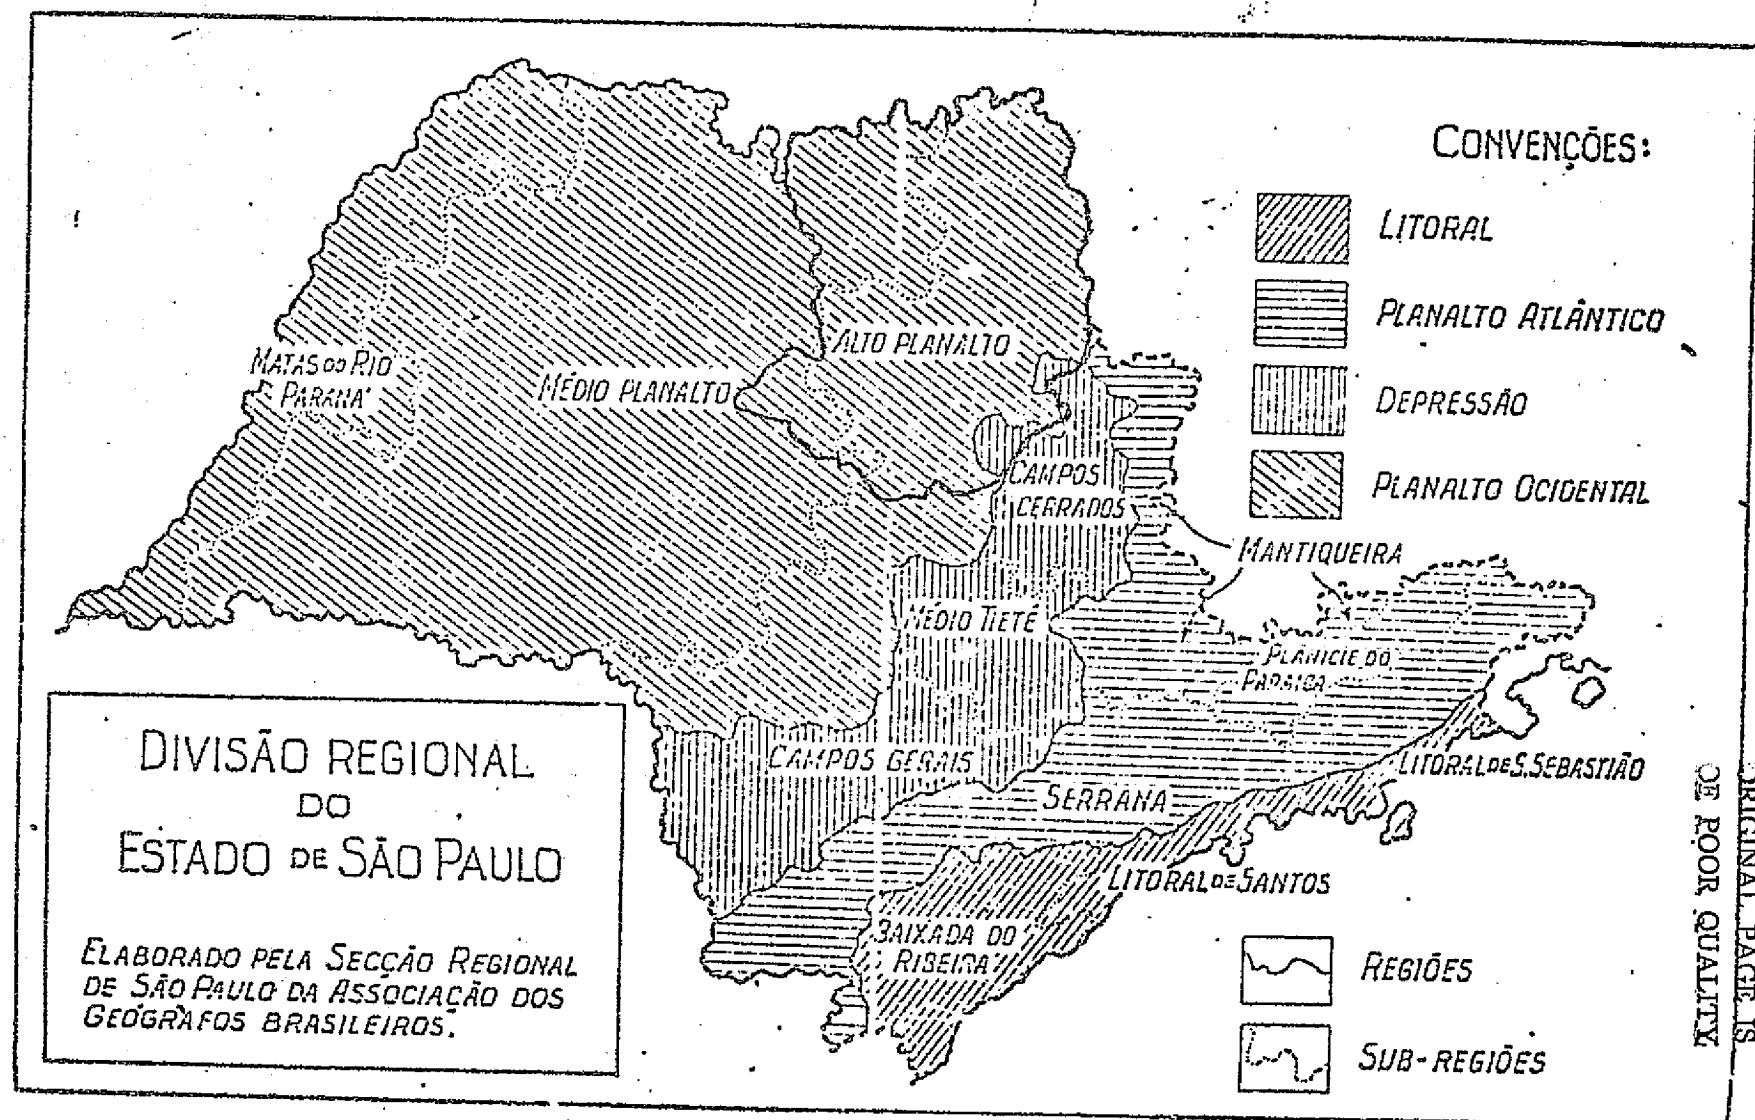 CONVENÇÕES:
LITORAL
PLANALTO ATLÂNTICO
DEPRESSÃO
PLANALTO OCIDENTAL
MATAS DO RIO
PARANÁ
MÉDIO PLANALTO
ALTO PLANALTO
CAMPOS
CERRADOS
MANTIQUEIRA
MÉDIO TIETÉ
PLANICIE DO
PARAIBA
CAMPOS GERAIS
SERRANA
LITORAL DE S. SEBASTIÃO
LITORAL DE SANTOS
BAIXADA DO
RIBEIRA
DIVISÃO REGIONAL
DO
ESTADO DE SÃO PAULO
ELABORADO PELA SECÇÃO REGIONAL
DE SÃO PAULO DA ASSOCIAÇÃO DOS
GEÓGRAFOS BRASILEIROS.
REGIÕES
SUB-REGIÕES
ORIGINAL PAGE IS
OF POOR QUALITY